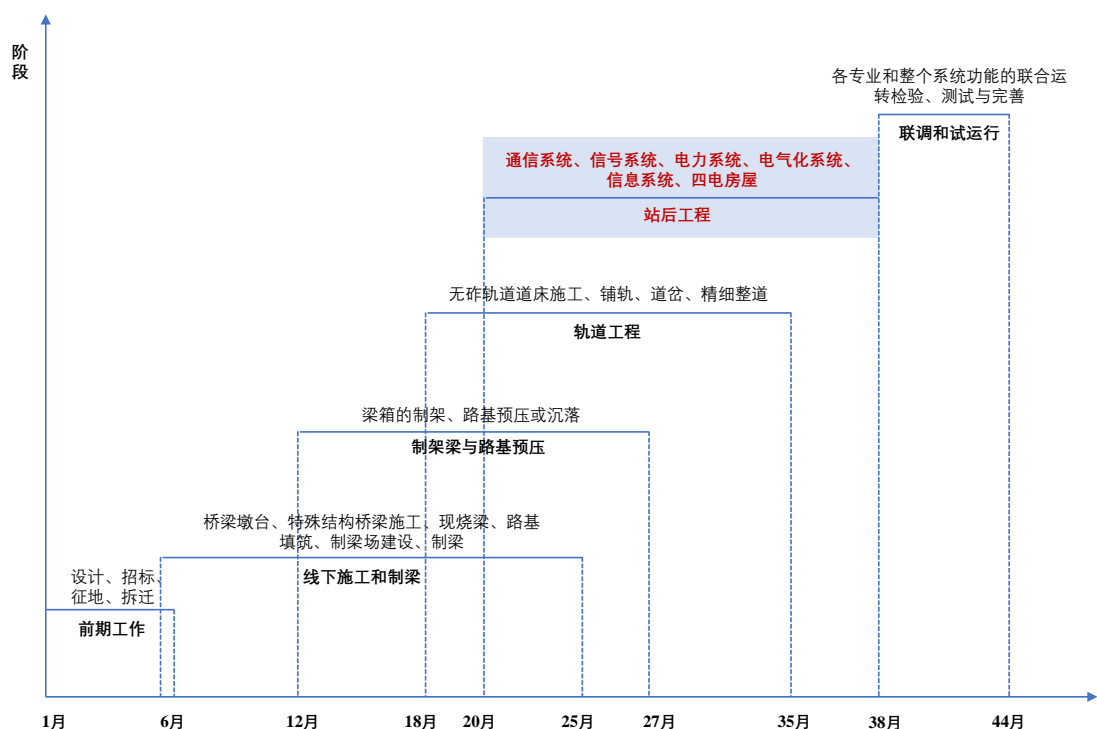 阶
段
各专业和整个系统功能的联合运
转检验、测试与完善
联调和试运行
通信系统、信号系统、电力系统、电气化系统、
信息系统、四电房屋
站后工程
无砟轨道道床施工、铺轨、道岔、精细整道
轨道工程
梁箱的制架、路基预压或沉落
制架梁与路基预压
桥梁墩台、特殊结构桥梁施工、现烧梁、路基
填筑、制梁场建设、制梁
线下施工和制梁
设计、招标、
征地、拆迁
前期工作
1月 6月 12月 18月 20月 25月 27月 35月 38月 44月